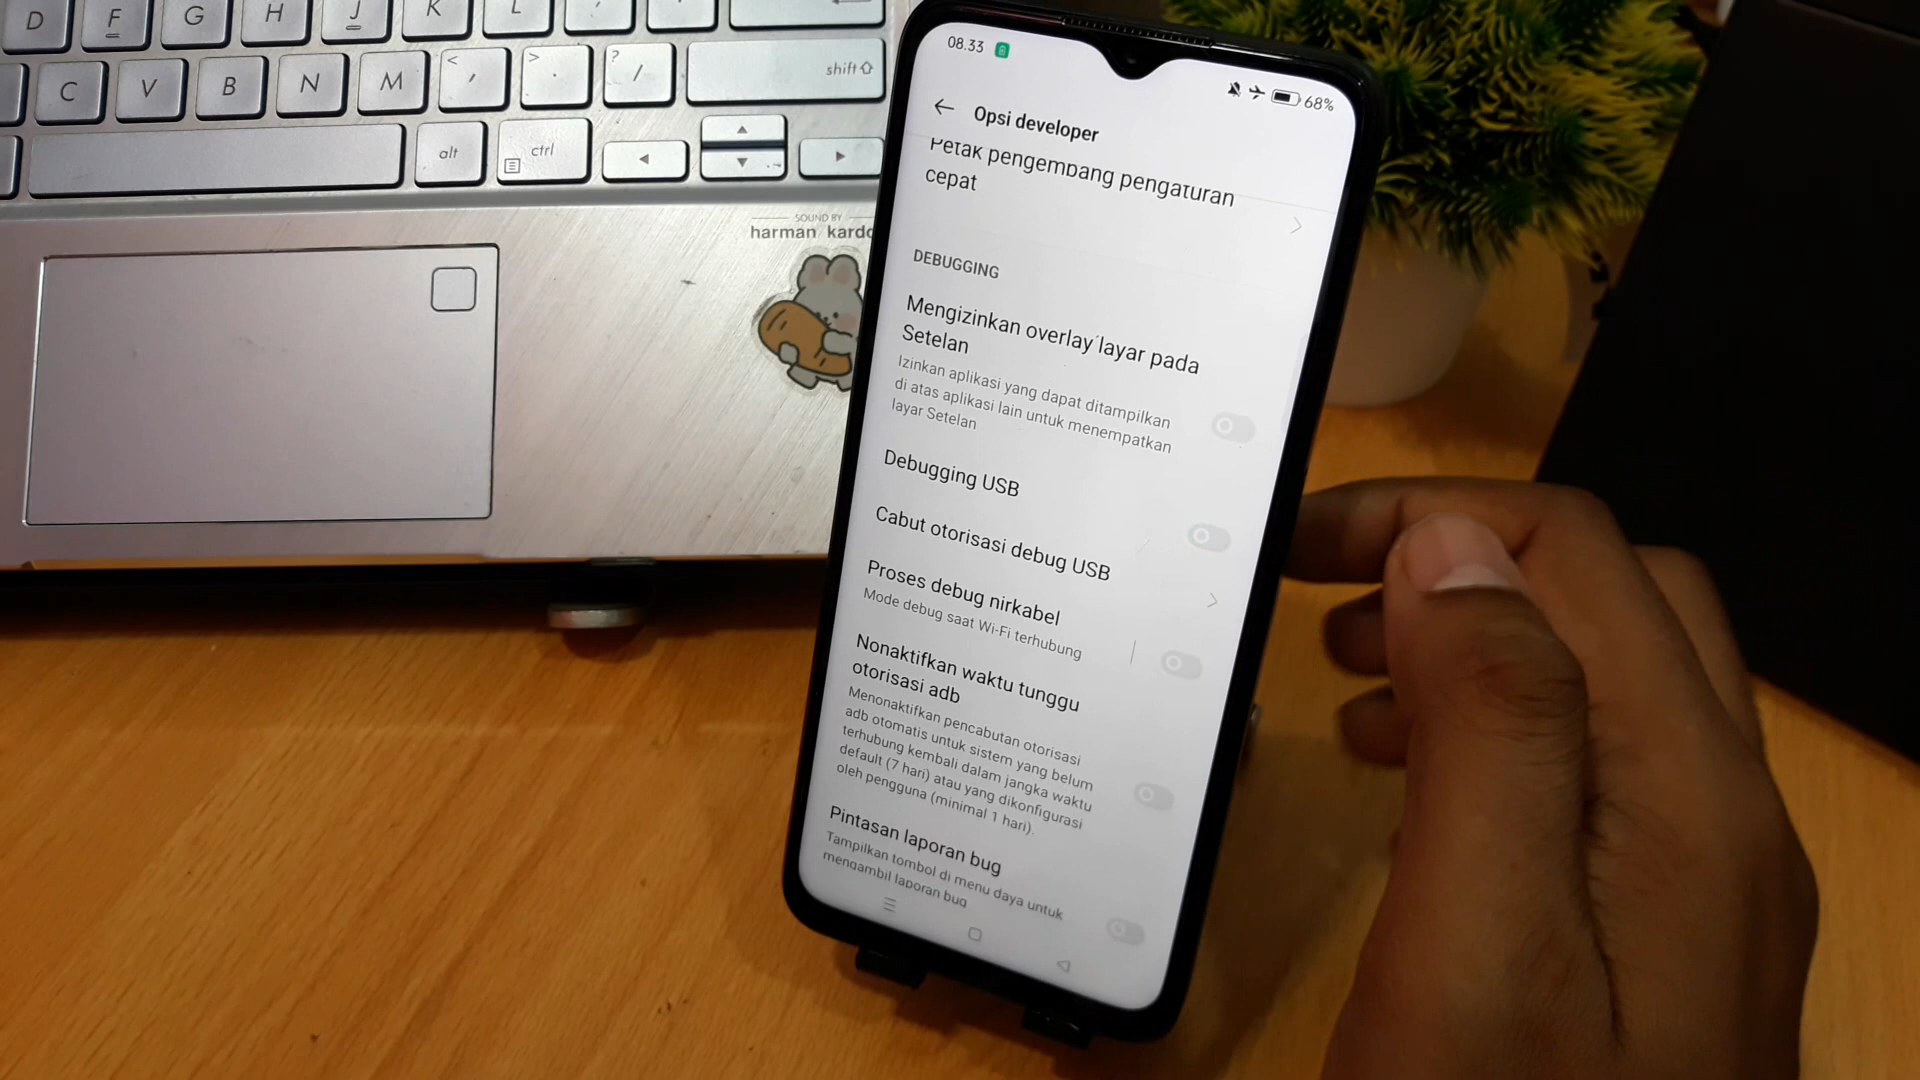 D F G H J K L
C V B N M < , > . ? / shift
alt ctrl
SOUND BY
harman kardo
08.33
68%
Opsi developer
Petak pengembang pengaturan
cepat
DEBUGGING
Mengizinkan overlay layar pada
Setelan
Izinkan aplikasi yang dapat ditampilkan
di atas aplikasi lain untuk menempatkan
layar Setelan
Debugging USB
Cabut otorisasi debug USB
Proses debug nirkabel
Mode debug saat Wi-Fi terhubung
Nonaktifkan waktu tunggu
otorisasi adb
Menonaktifkan pencabutan otorisasi
adb otomatis untuk sistem yang belum
terhubung kembali dalam jangka waktu
default (7 hari) atau yang dikonfigurasi
oleh pengguna (minimal 1 hari).
Pintasan laporan bug
Tampilkan tombol di menu daya untuk
mengambil laporan bug